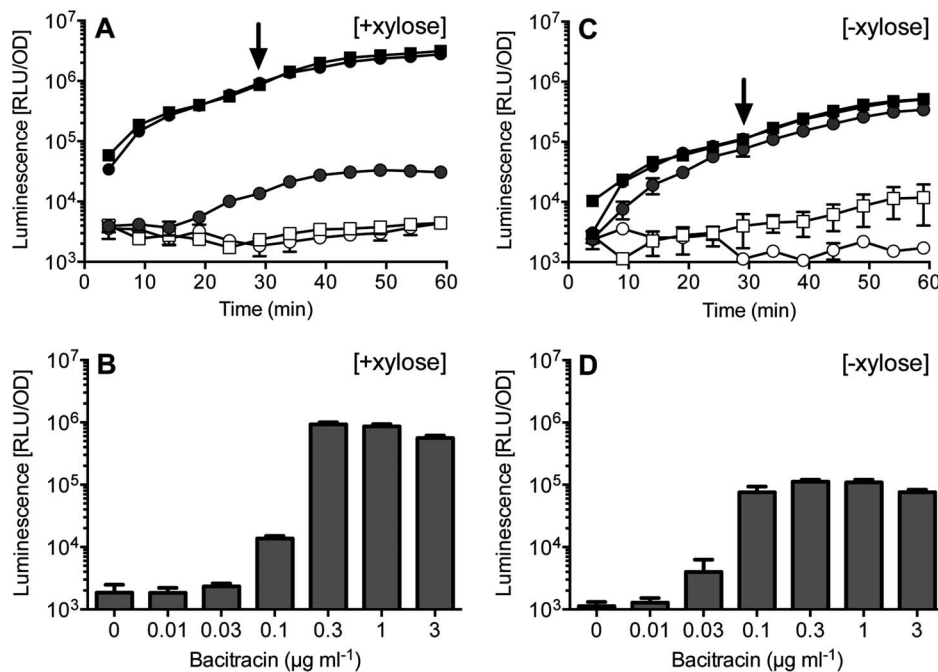 A [+xylose]
Luminescence [RLU/OD]
10⁷
10⁶
10⁵
10⁴
10³
0 10 20 30 40 50 60
Time (min)
C [-xylose]
Luminescence [RLU/OD]
10⁷
10⁶
10⁵
10⁴
10³
0 10 20 30 40 50 60
Time (min)
B [+xylose]
Luminescence [RLU/OD]
10⁷
10⁶
10⁵
10⁴
10³
0 0.01 0.03 0.1 0.3 1 3
Bacitracin (µg ml⁻¹)
D [-xylose]
Luminescence [RLU/OD]
10⁷
10⁶
10⁵
10⁴
10³
0 0.01 0.03 0.1 0.3 1 3
Bacitracin (µg ml⁻¹)